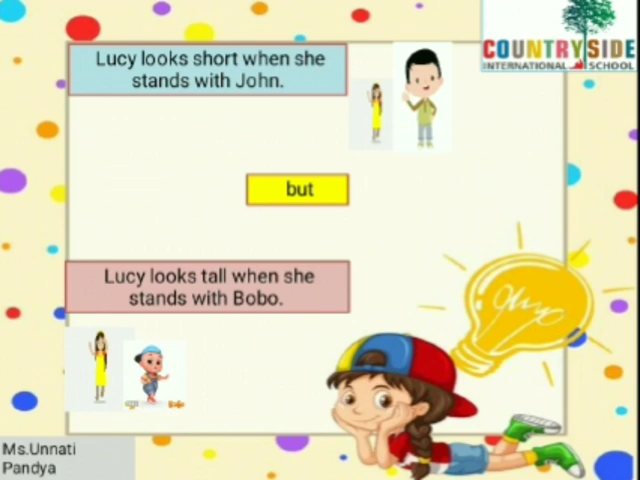 COUNTRYSIDE
INTERNATIONAL SCHOOL
Lucy looks short when she
stands with John.
but
Lucy looks tall when she
stands with Bobo.
Ms.Unnati
Pandya